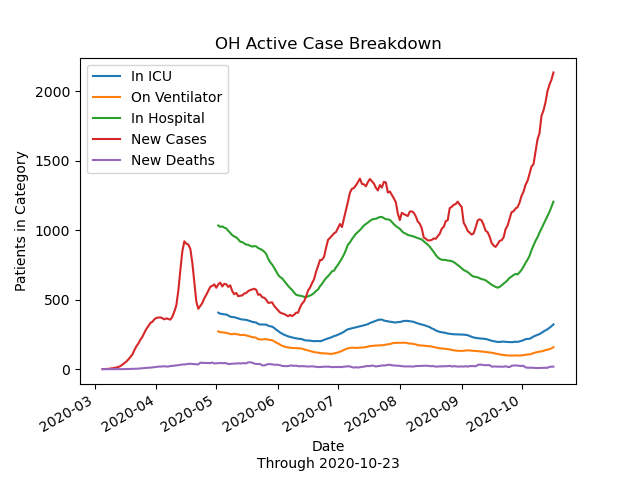 OH Active Case Breakdown
In ICU
On Ventilator
In Hospital
New Cases
New Deaths
Patients in Category
2000
1500
1000
500
0
2020-03
2020-04
2020-05
2020-06
2020-07
2020-08
2020-09
2020-10
Date
Through 2020-10-23